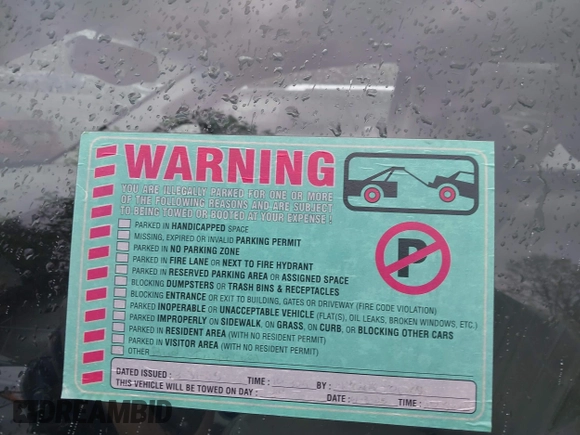 WARNING
YOU ARE ILLEGALLY PARKED FOR ONE OR MORE
OF THE FOLLOWING REASONS AND ARE SUBJECT
TO BEING TOWED OR BOOTED AT YOUR EXPENSE !
PARKED IN HANDICAPPED SPACE
MISSING, EXPIRED OR INVALID PARKING PERMIT
PARKED IN NO PARKING ZONE
PARKED IN FIRE LANE OR NEXT TO FIRE HYDRANT
PARKED IN RESERVED PARKING AREA OR ASSIGNED SPACE
BLOCKING DUMPSTERS OR TRASH BINS & RECEPTACLES
BLOCKING ENTRANCE OR EXIT TO BUILDING, GATES OR DRIVEWAY (FIRE CODE VIOLATION)
PARKED INOPERABLE OR UNACCEPTABLE VEHICLE (FLAT(S), OIL LEAKS, BROKEN WINDOWS, ETC.)
PARKED IMPROPERLY ON SIDEWALK, ON GRASS, ON CURB, OR BLOCKING OTHER CARS
PARKED IN RESIDENT AREA (WITH NO RESIDENT PERMIT)
PARKED IN VISITOR AREA (WITH NO RESIDENT PERMIT)
OTHER
P
DATED ISSUED : TIME : BY :
THIS VEHICLE WILL BE TOWED ON DAY : DATE : TIME :
DREAMBID